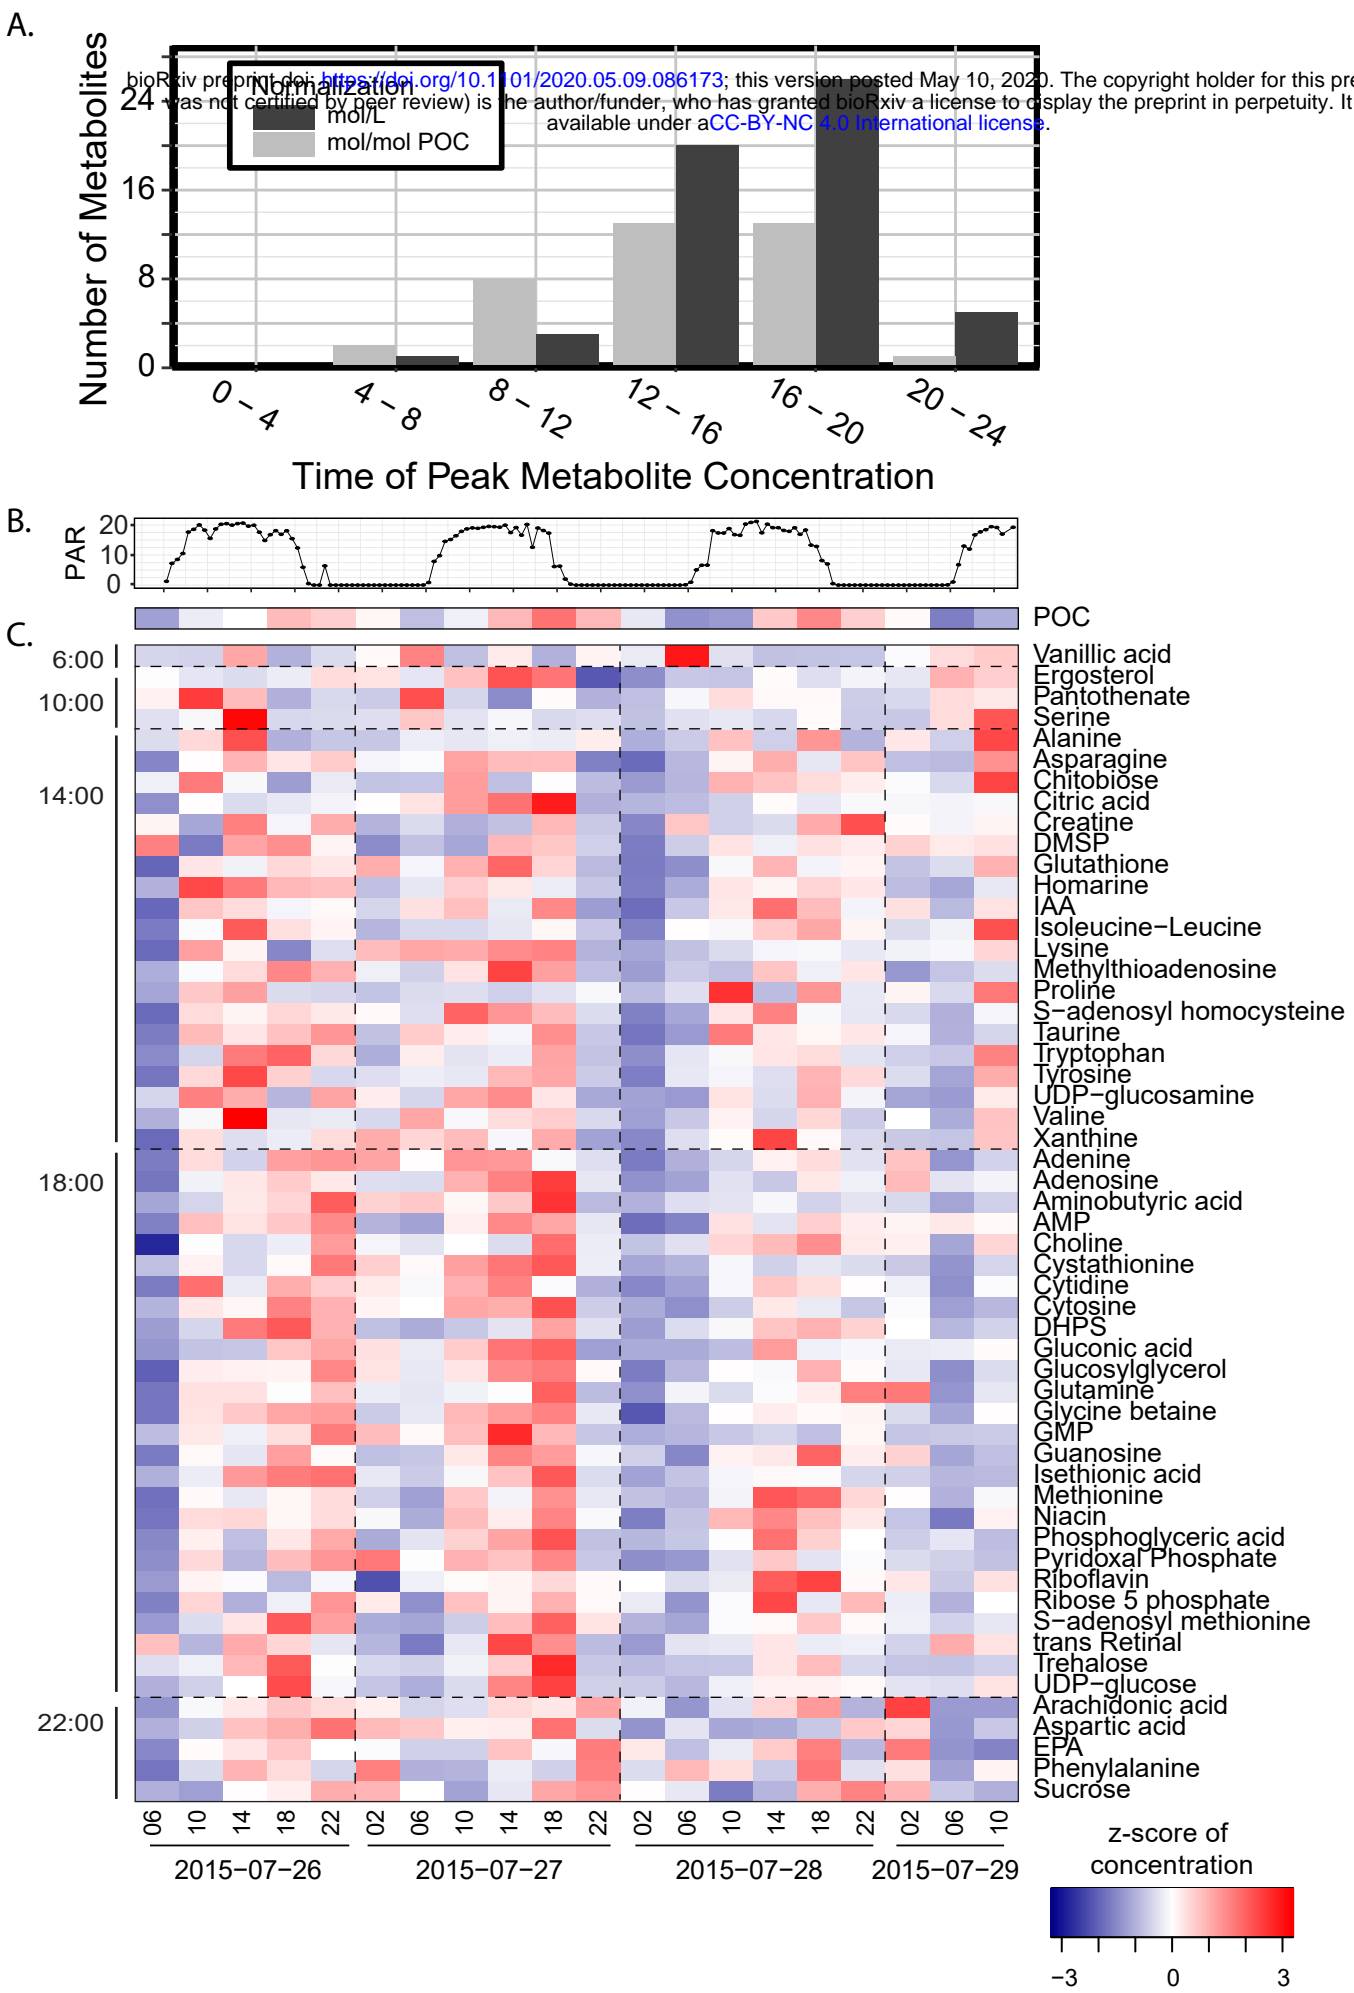 A.
Number of Metabolites
24
16
8
0
bioRxiv preprint doi: https://doi.org/10.1101/2020.05.09.086173; this version posted May 10, 2020. The copyright holder for this pre
was not certified by peer review) is the author/funder, who has granted bioRxiv a license to display the preprint in perpetuity. It
available under aCC-BY-NC 4.0 International license.
Normalization
mol/L
mol/mol POC
0 − 4
4 − 8
8 − 12
12 − 16
16 − 20
20 − 24
Time of Peak Metabolite Concentration
B.
PAR
20
10
0
POC
C.
6:00
10:00
14:00
18:00
22:00
Vanillic acid
Ergosterol
Pantothenate
Serine
Alanine
Asparagine
Chitobiose
Citric acid
Creatine
DMSP
Glutathione
Homarine
IAA
Isoleucine−Leucine
Lysine
Methylthioadenosine
Proline
S−adenosyl homocysteine
Taurine
Tryptophan
Tyrosine
UDP−glucosamine
Valine
Xanthine
Adenine
Adenosine
Aminobutyric acid
AMP
Choline
Cystathionine
Cytidine
Cytosine
DHPS
Gluconic acid
Glucosylglycerol
Glutamine
Glycine betaine
GMP
Guanosine
Isethionic acid
Methionine
Niacin
Phosphoglyceric acid
Pyridoxal Phosphate
Riboflavin
Ribose 5 phosphate
S−adenosyl methionine
trans Retinal
Trehalose
UDP−glucose
Arachidonic acid
Aspartic acid
EPA
Phenylalanine
Sucrose
06 10 14 18 22 02 06 10 14 18 22 02 06 10 14 18 22 02 06 10
2015−07−26 2015−07−27 2015−07−28 2015−07−29
z−score of
concentration
−3 0 3